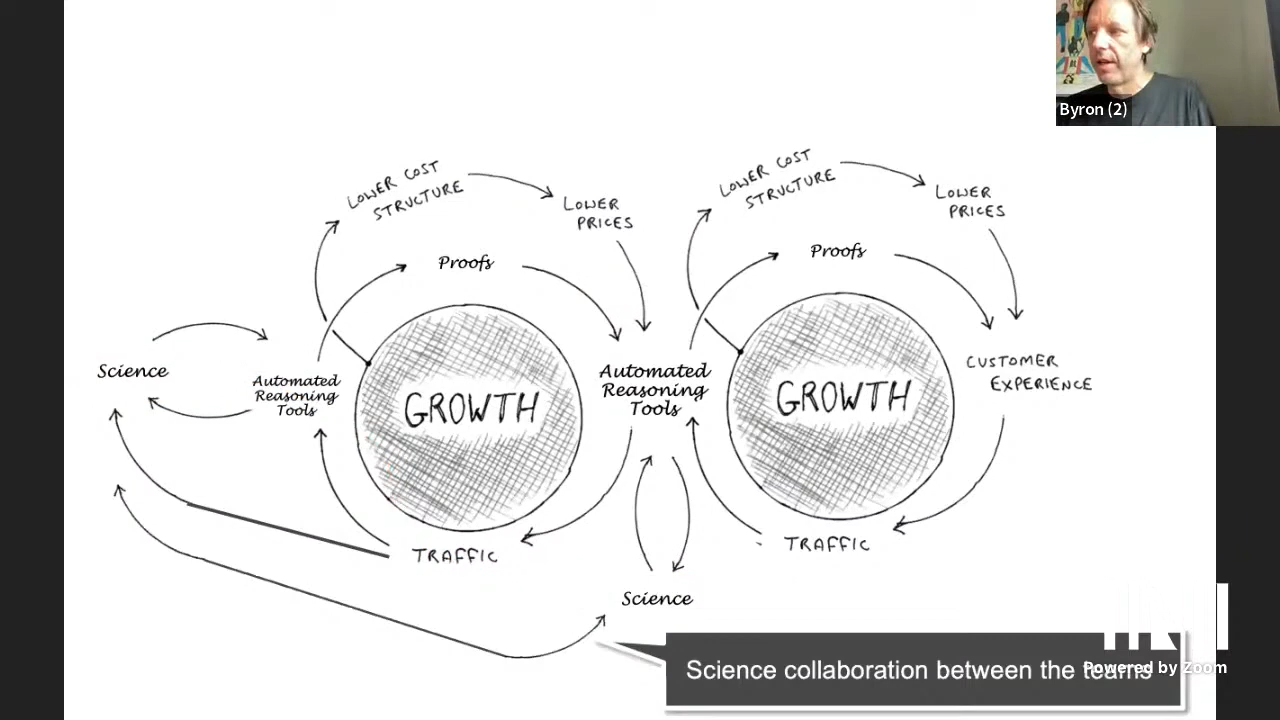 Byron (2)
LOWER COST
STRUCTURE
LOWER
PRICES
Proofs
LOWER COST
STRUCTURE
LOWER
PRICES
Proofs
Science
Automated
Reasoning
Tools
GROWTH
Automated
Reasoning
Tools
GROWTH
CUSTOMER
EXPERIENCE
TRAFFIC
TRAFFIC
Science
Science collaboration between the teams
Powered by Zoom